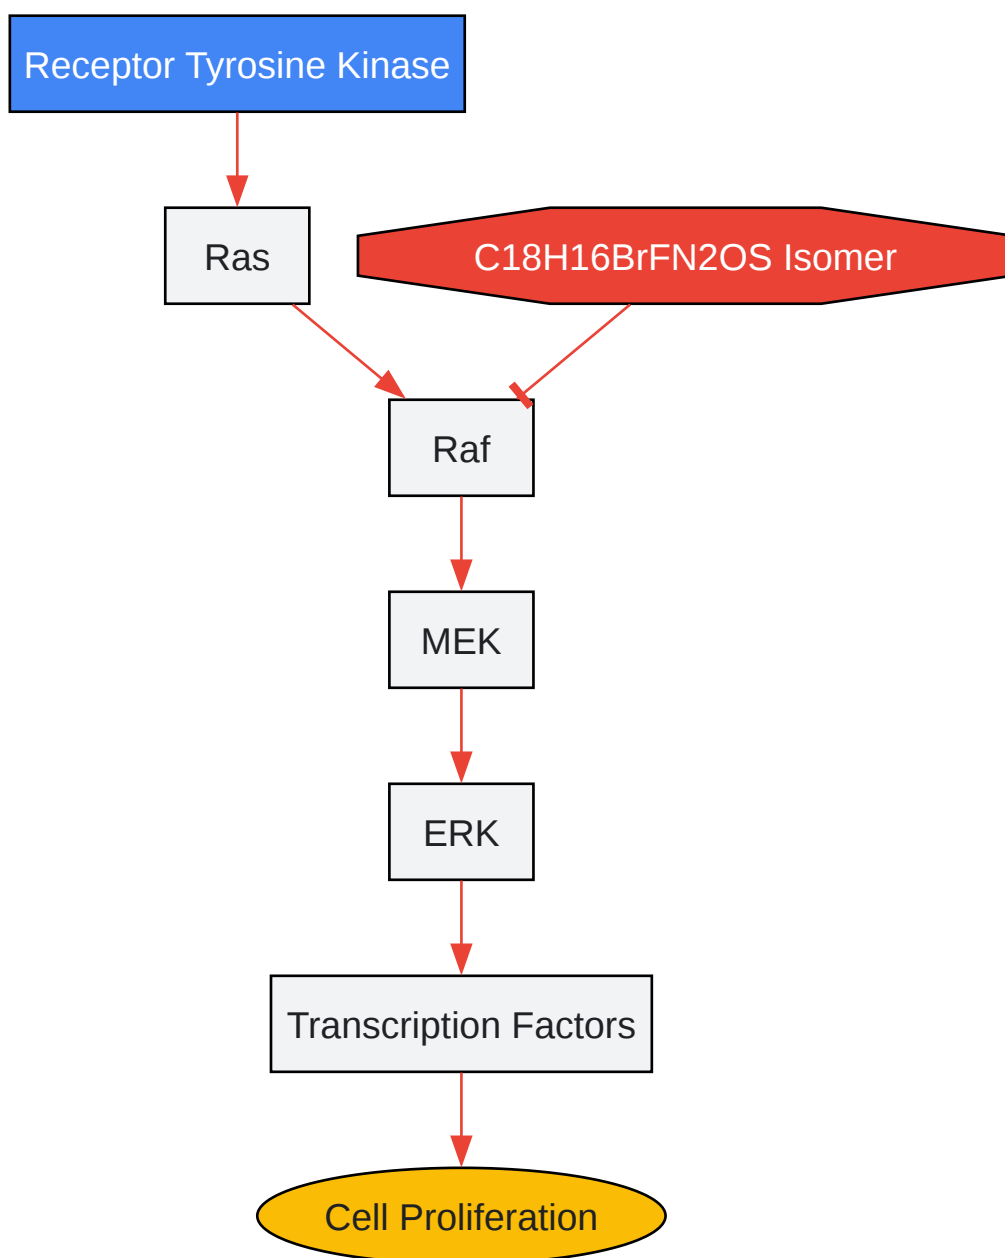 Receptor Tyrosine Kinase
Ras
C18H16BrFN2OS Isomer
Raf
MEK
ERK
Transcription Factors
Cell Proliferation